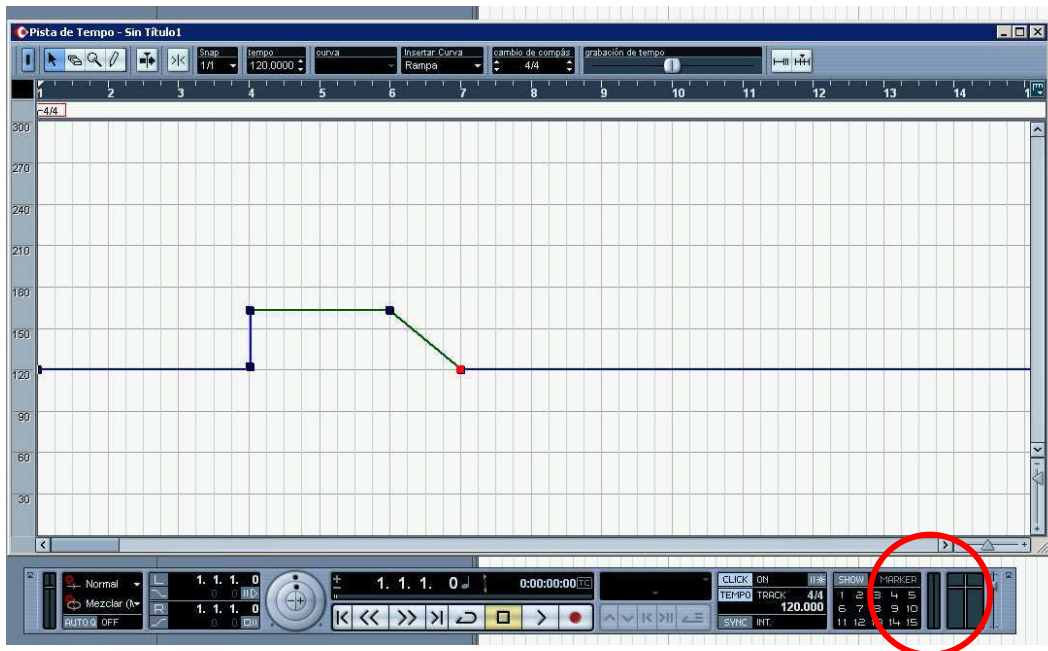 Pista de Tempo - Sin Título1
Snap tempo curva Insertar Curva cambio de compás grabación de tempo
1/1 120.0000 Rampa 4/4
1 2 3 4 5 6 7 8 9 10 11 12 13 14 1
4/4
300
270
240
210
180
150
120
90
60
30
Normal L 1. 1. 1. 0 1. 1. 1. 0 0:00:00:00 TC CLICK ON SHOW MARKER
0 0 TEMPO TRACK 4/4 1 2 3 4 5
Mezclar R 1. 1. 1. 0 120.000 6 7 8 9 10
AUTO Q OFF 0 0 SYNC INT. 11 12 13 14 15